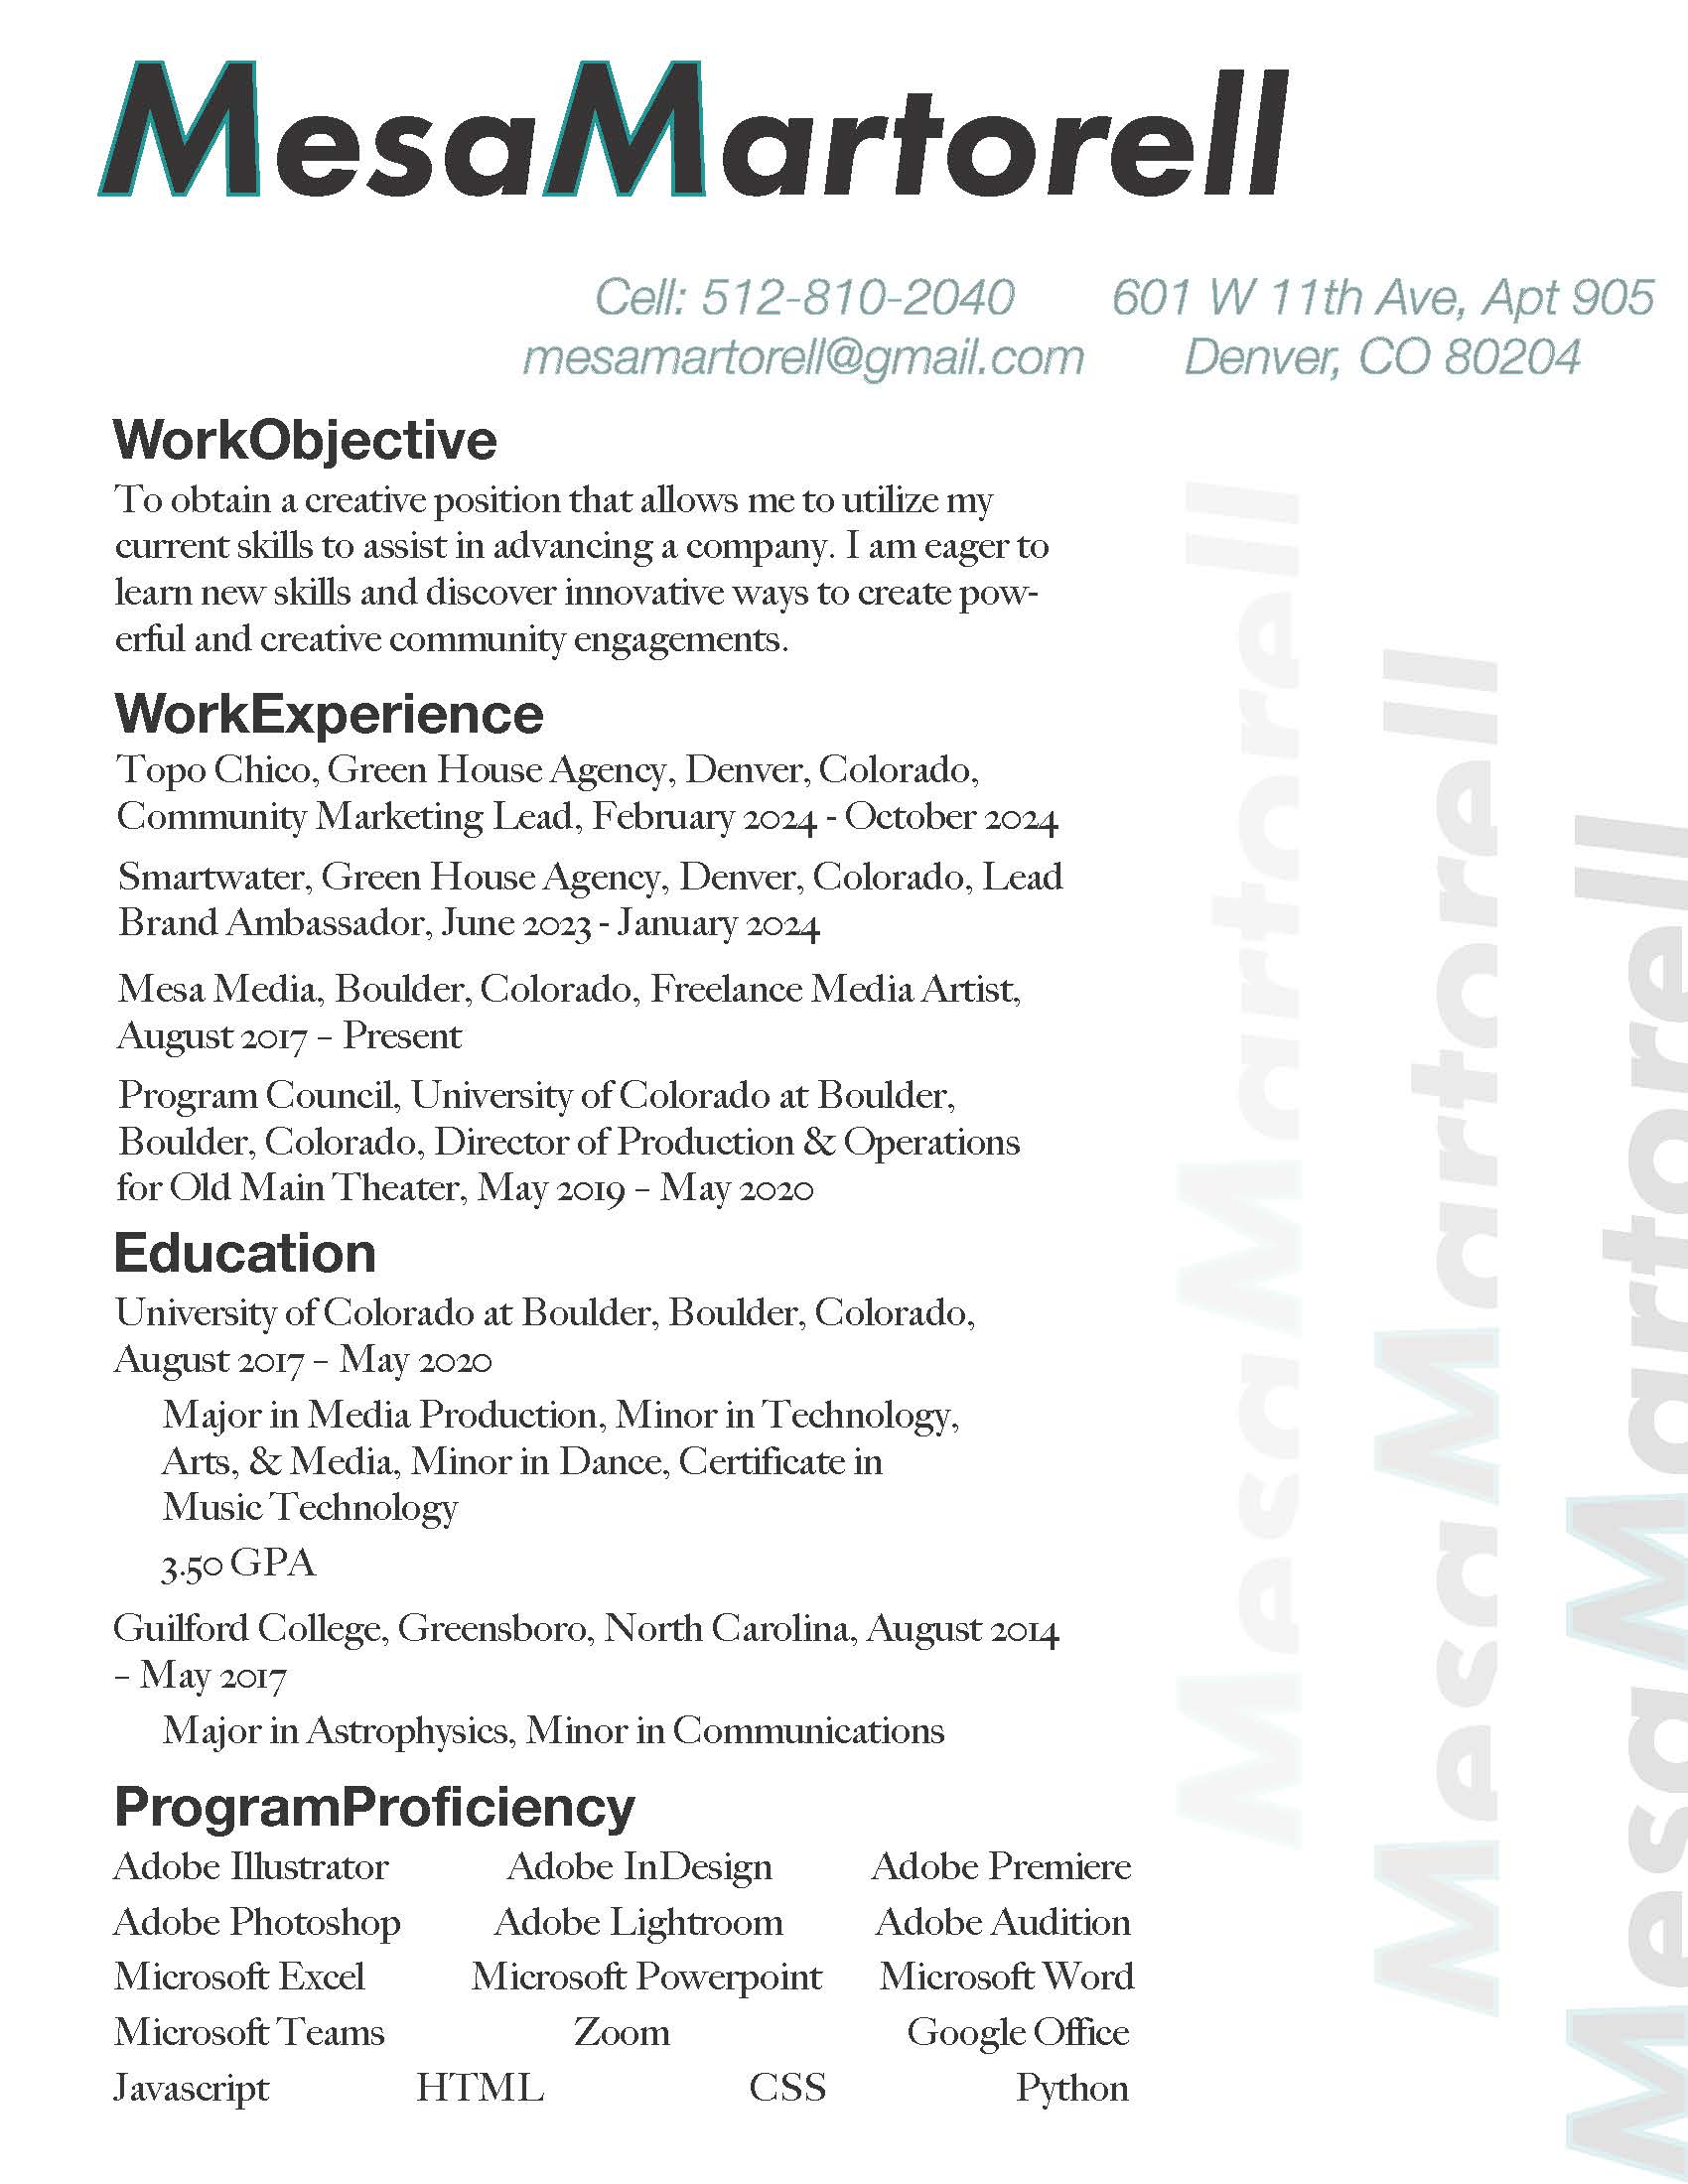 MesaMartorell
Cell: 512-810-2040
mesamartorell@gmail.com
601 W 11th Ave, Apt 905
Denver, CO 80204
WorkObjective
To obtain a creative position that allows me to utilize my
current skills to assist in advancing a company. I am eager to
learn new skills and discover innovative ways to create pow-
erful and creative community engagements.
WorkExperience
Topo Chico, Green House Agency, Denver, Colorado,
Community Marketing Lead, February 2024 - October 2024
Smartwater, Green House Agency, Denver, Colorado, Lead
Brand Ambassador, June 2023 - January 2024
Mesa Media, Boulder, Colorado, Freelance Media Artist,
August 2017 – Present
Program Council, University of Colorado at Boulder,
Boulder, Colorado, Director of Production & Operations
for Old Main Theater, May 2019 – May 2020
Education
University of Colorado at Boulder, Boulder, Colorado,
August 2017 – May 2020
Major in Media Production, Minor in Technology,
Arts, & Media, Minor in Dance, Certificate in
Music Technology
3.50 GPA
Guilford College, Greensboro, North Carolina, August 2014
– May 2017
Major in Astrophysics, Minor in Communications
ProgramProficiency
Adobe Illustrator Adobe InDesign Adobe Premiere
Adobe Photoshop Adobe Lightroom Adobe Audition
Microsoft Excel Microsoft Powerpoint Microsoft Word
Microsoft Teams Zoom Google Office
Javascript HTML CSS Python
MesaMartorell
MesaMartorell
MesaMartorell